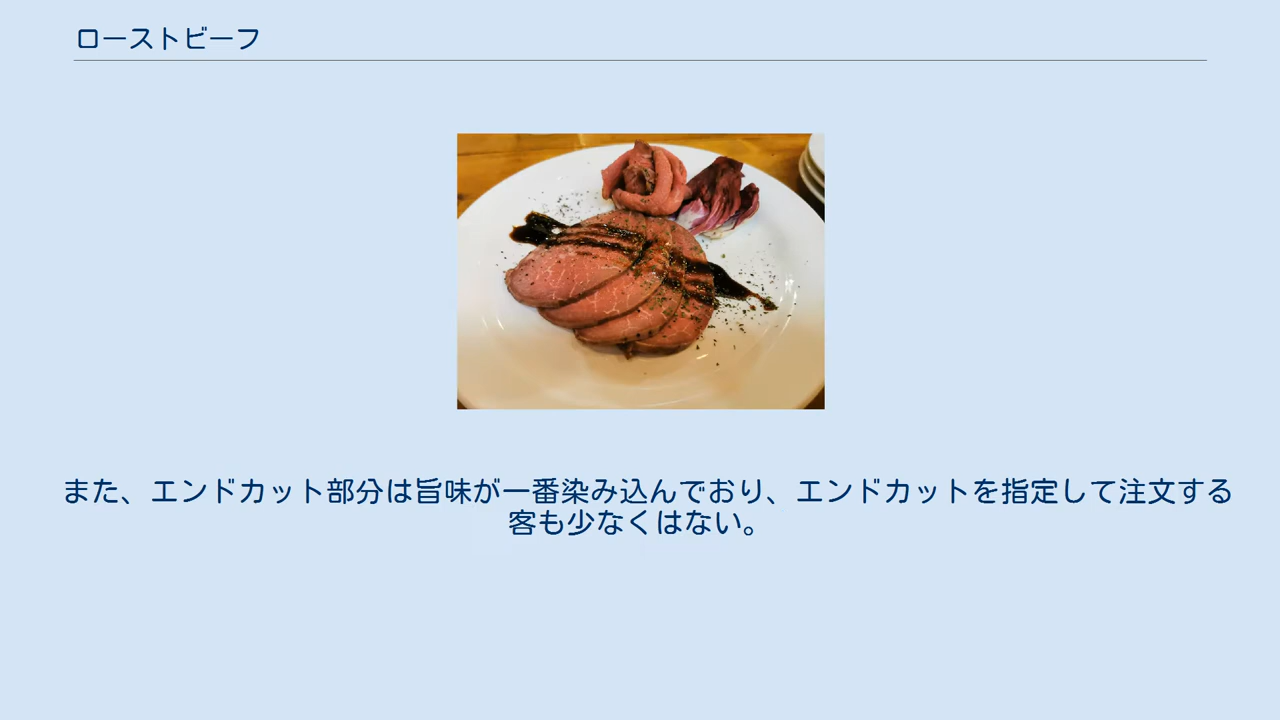 ローストビーフ
また、エンドカット部分は旨味が一番染み込んでおり、エンドカットを指定して注文する
客も少なくはない。